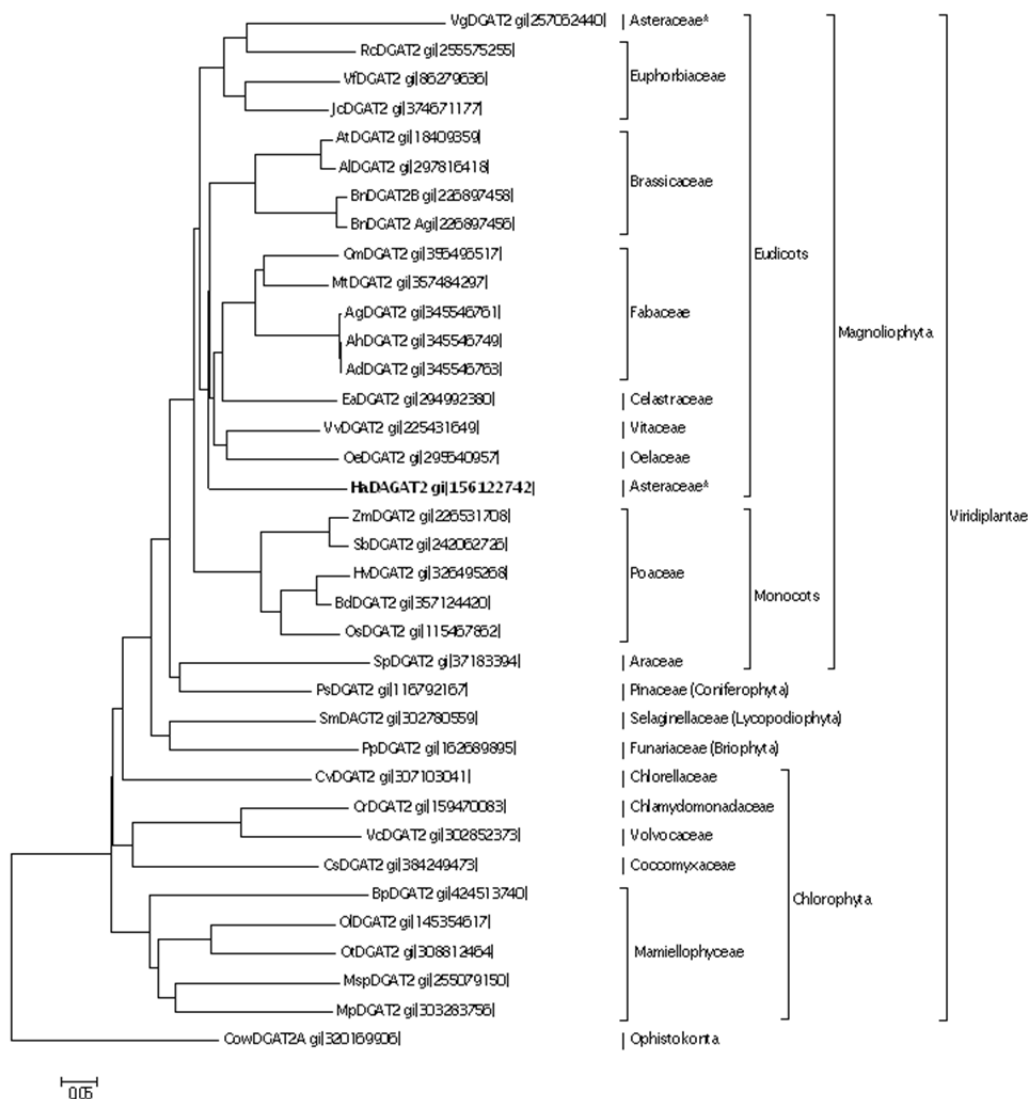 VgDGAT2 gi|257062440| Asteraceae*
RcDGAT2 gi|255575255|
Euphorbiaceae
VfDGAT2 gi|86279636|
JcDGAT2 gi|374671177|
AtDGAT2 gi|18409359|
AlDGAT2 gi|297816418|
Brassicaceae
BnDGAT2B gi|226897458|
BnDGAT2 Agi|226897456|
GmDGAT2 gi|356495517|
Eudicots
MtDGAT2 gi|357484297|
AgDGAT2 gi|345546761|
Fabaceae
Magnoliophyta
AhDGAT2 gi|345546749|
AdDGAT2 gi|345546763|
EaDGAT2 gi|294992380| Celastraceae
VvDGAT2 gi|225431649| Vitaceae
OeDGAT2 gi|295640957| Oelaceae
HaDAGAT2 gi|156122742| Asteraceae*
ZmDGAT2 gi|226531708|
Viridiplantae
SbDGAT2 gi|242062726|
HvDGAT2 gi|326495268|
Poaceae
BdDGAT2 gi|357124420|
Monocots
OsDGAT2 gi|115467862|
SpDGAT2 gi|37183394| Araceae
PsDGAT2 gi|116792167| Pinaceae (Coniferophyta)
SmDAGT2 gi|302780559| Selaginellaceae (Lycopodiophyta)
PpDGAT2 gi|162689895| Funariaceae (Briophyta)
CvDGAT2 gi|307103041| Chlorellaceae
CrDGAT2 gi|159470083| Chlamydomonadaceae
VcDGAT2 gi|302852373| Volvocaceae
CsDGAT2 gi|384249473| Coccomyxaceae
BpDGAT2 gi|424513740|
Chlorophyta
OlDGAT2 gi|145354617|
OtDGAT2 gi|308812464|
Mamiellophyceae
MspDGAT2 gi|255079150|
MpDGAT2 gi|303283756|
CowDGAT2A gi|320169906| Ophistokonta
0.05